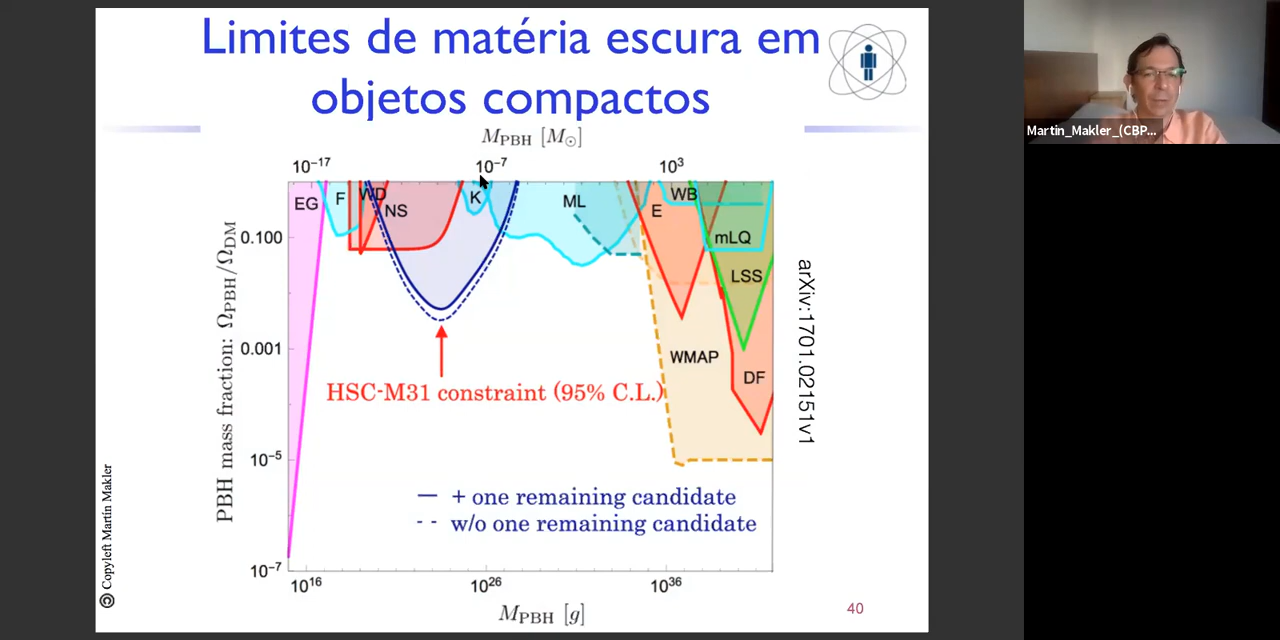 Limites de matéria escura em
objetos compactos
M_PBH [M_⊙]
10^-17 10^-7 10^3
EG F WD NS K ML E WB
mLQ
LSS
WMAP
DF
0.100
0.001
10^-5
10^-7
PBH mass fraction: Ω_PBH/Ω_DM
HSC-M31 constraint (95% C.L.)
— + one remaining candidate
- - w/o one remaining candidate
10^16 10^26 10^36
M_PBH [g]
arXiv:1701.02151v1
© Copyleft Martin Makler
40
Martin_Makler_(CBP...